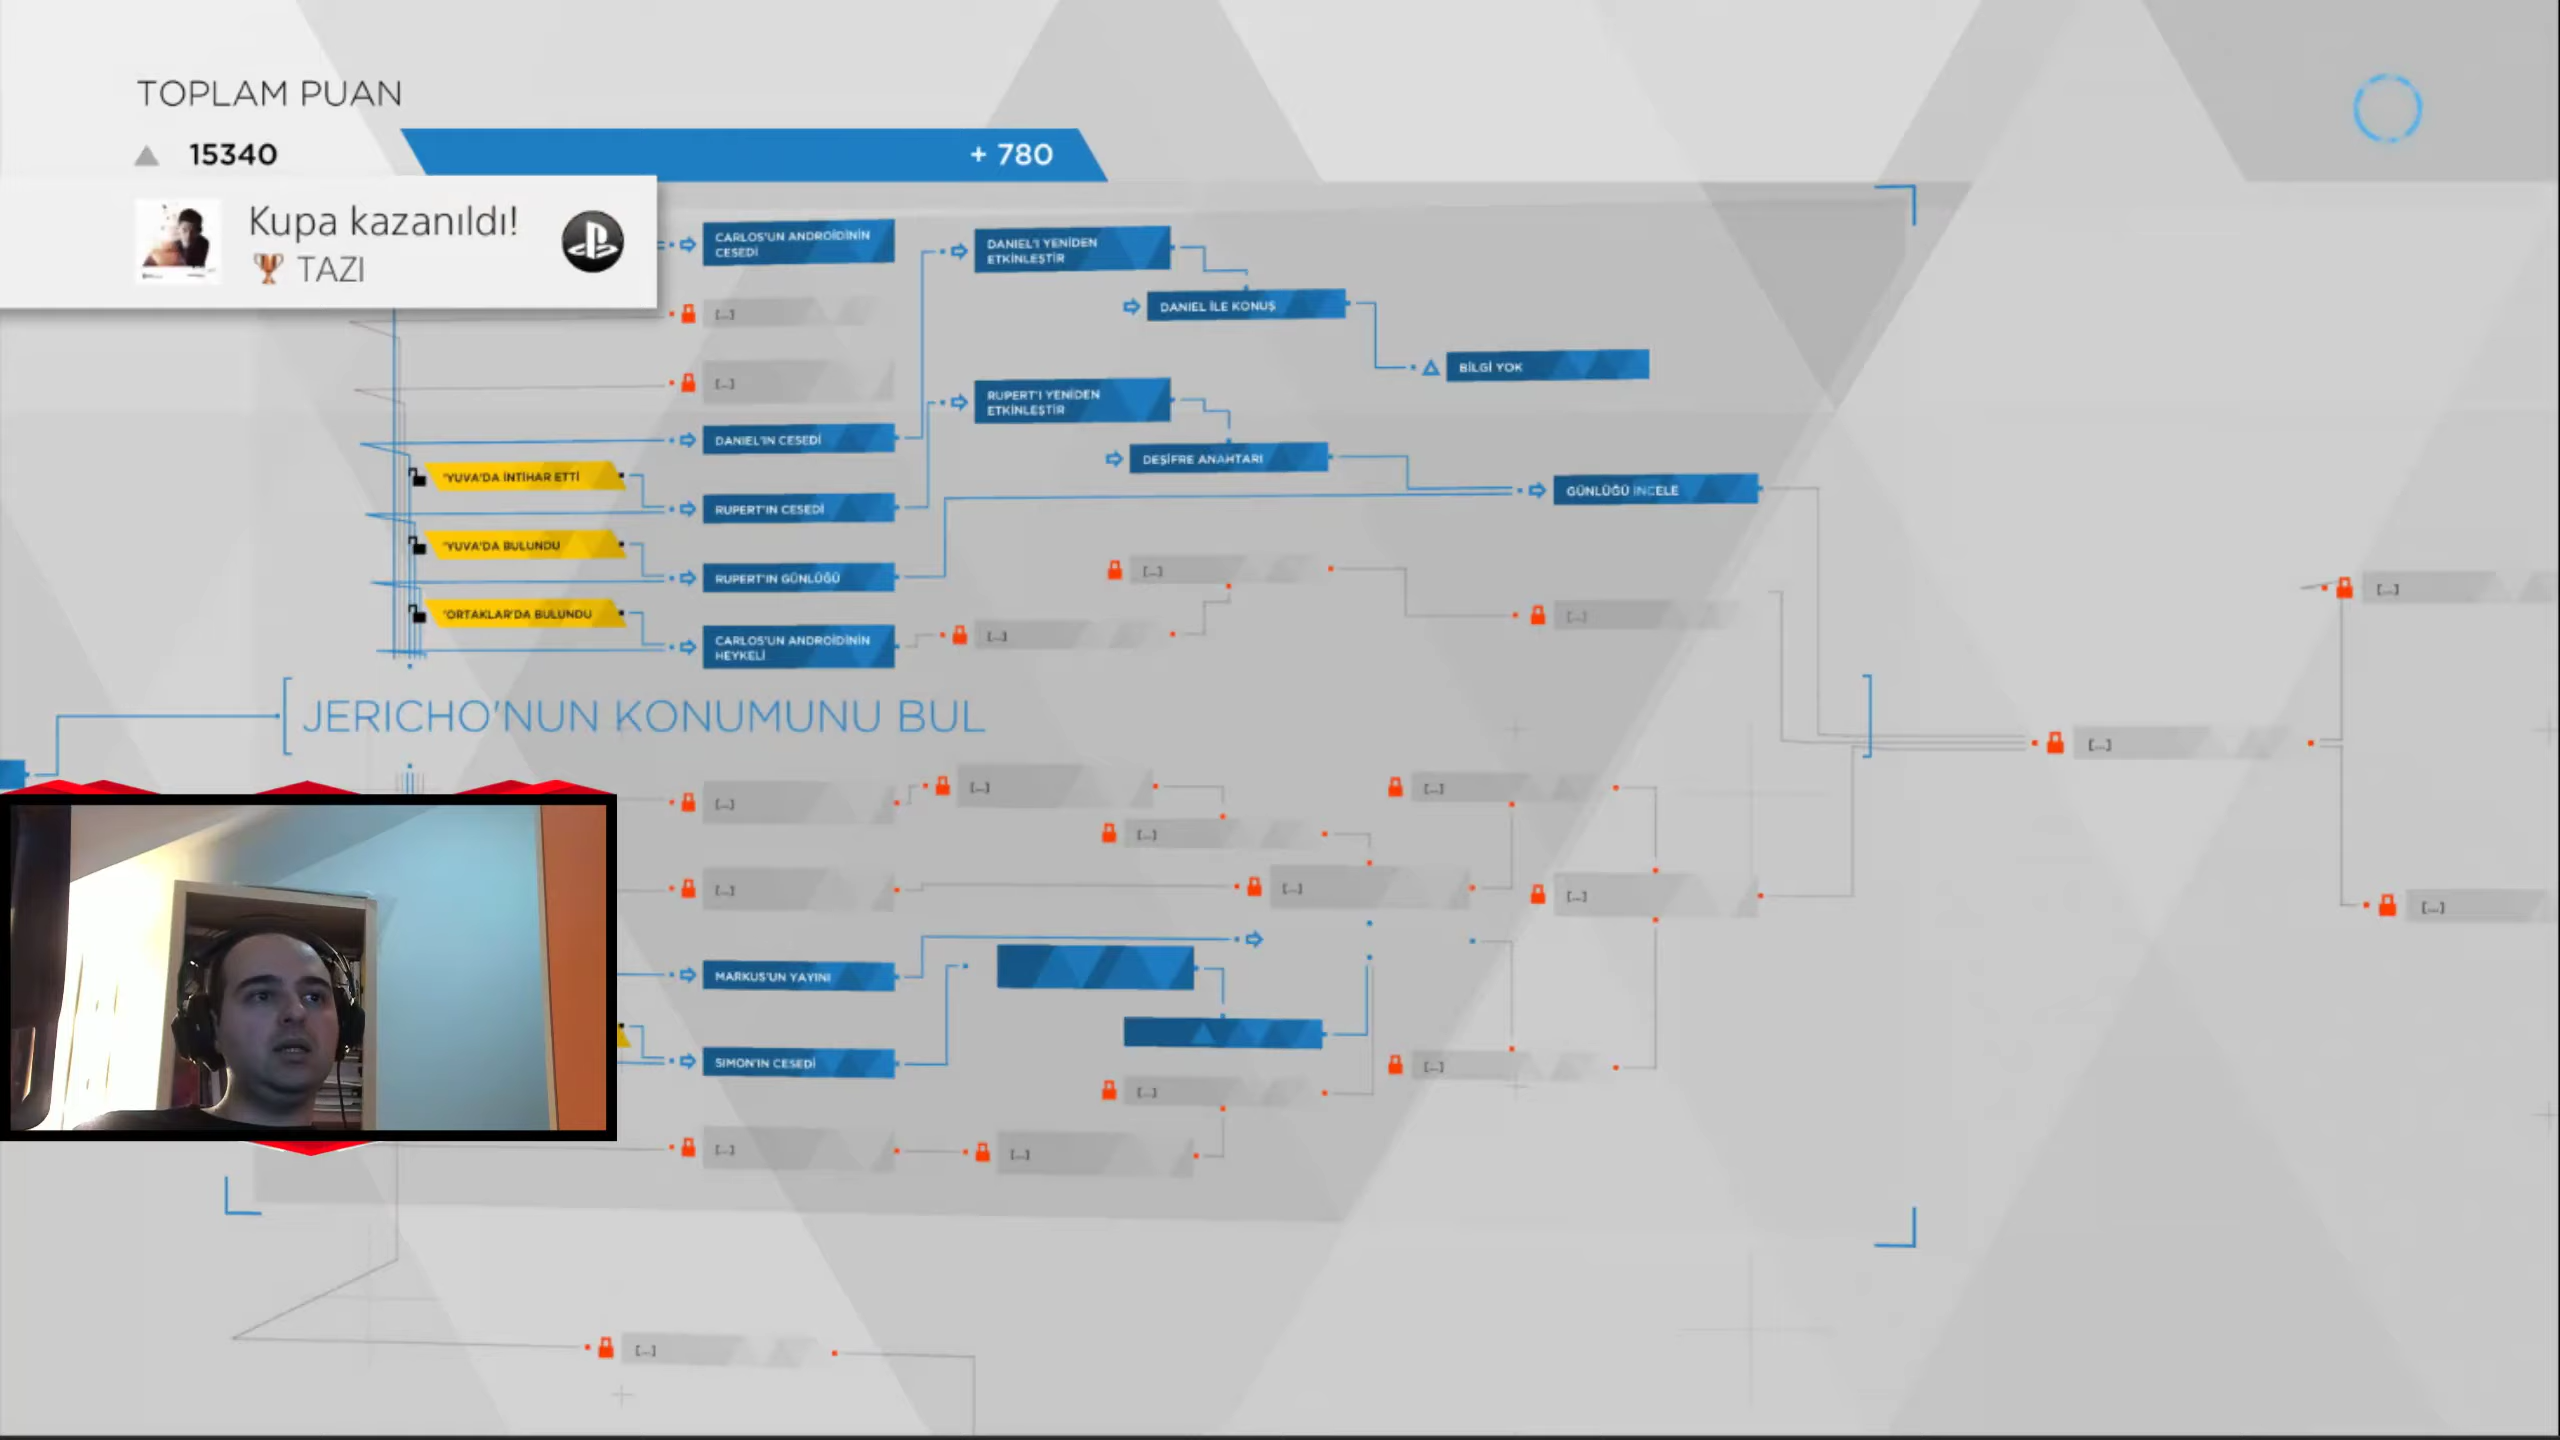 TOPLAM PUAN
15340
+ 780
Kupa kazanıldı!
TAZI
CARLOS'UN ANDROİDİNİN
CESEDİ
[...]
[...]
DANIEL'IN CESEDİ
'YUVA'DA İNTİHAR ETTİ
RUPERT'IN CESEDİ
'YUVA'DA BULUNDU
RUPERT'IN GÜNLÜĞÜ
'ORTAKLAR'DA BULUNDU
CARLOS'UN ANDROİDİNİN
HEYKELİ
DANIEL'I YENİDEN
ETKİNLEŞTİR
DANIEL İLE KONUŞ
BİLGİ YOK
RUPERT'I YENİDEN
ETKİNLEŞTİR
DEŞİFRE ANAHTARI
GÜNLÜĞÜ İNCELE
[...]
[...]
[...]
[...]
[...]
[...]
JERICHO'NUN KONUMUNU BUL
[...]
[...]
[...]
[...]
[...]
[...]
[...]
MARKUS'UN YAYINI
SIMON'IN CESEDİ
[...]
[...]
[...]
[...]
[...]